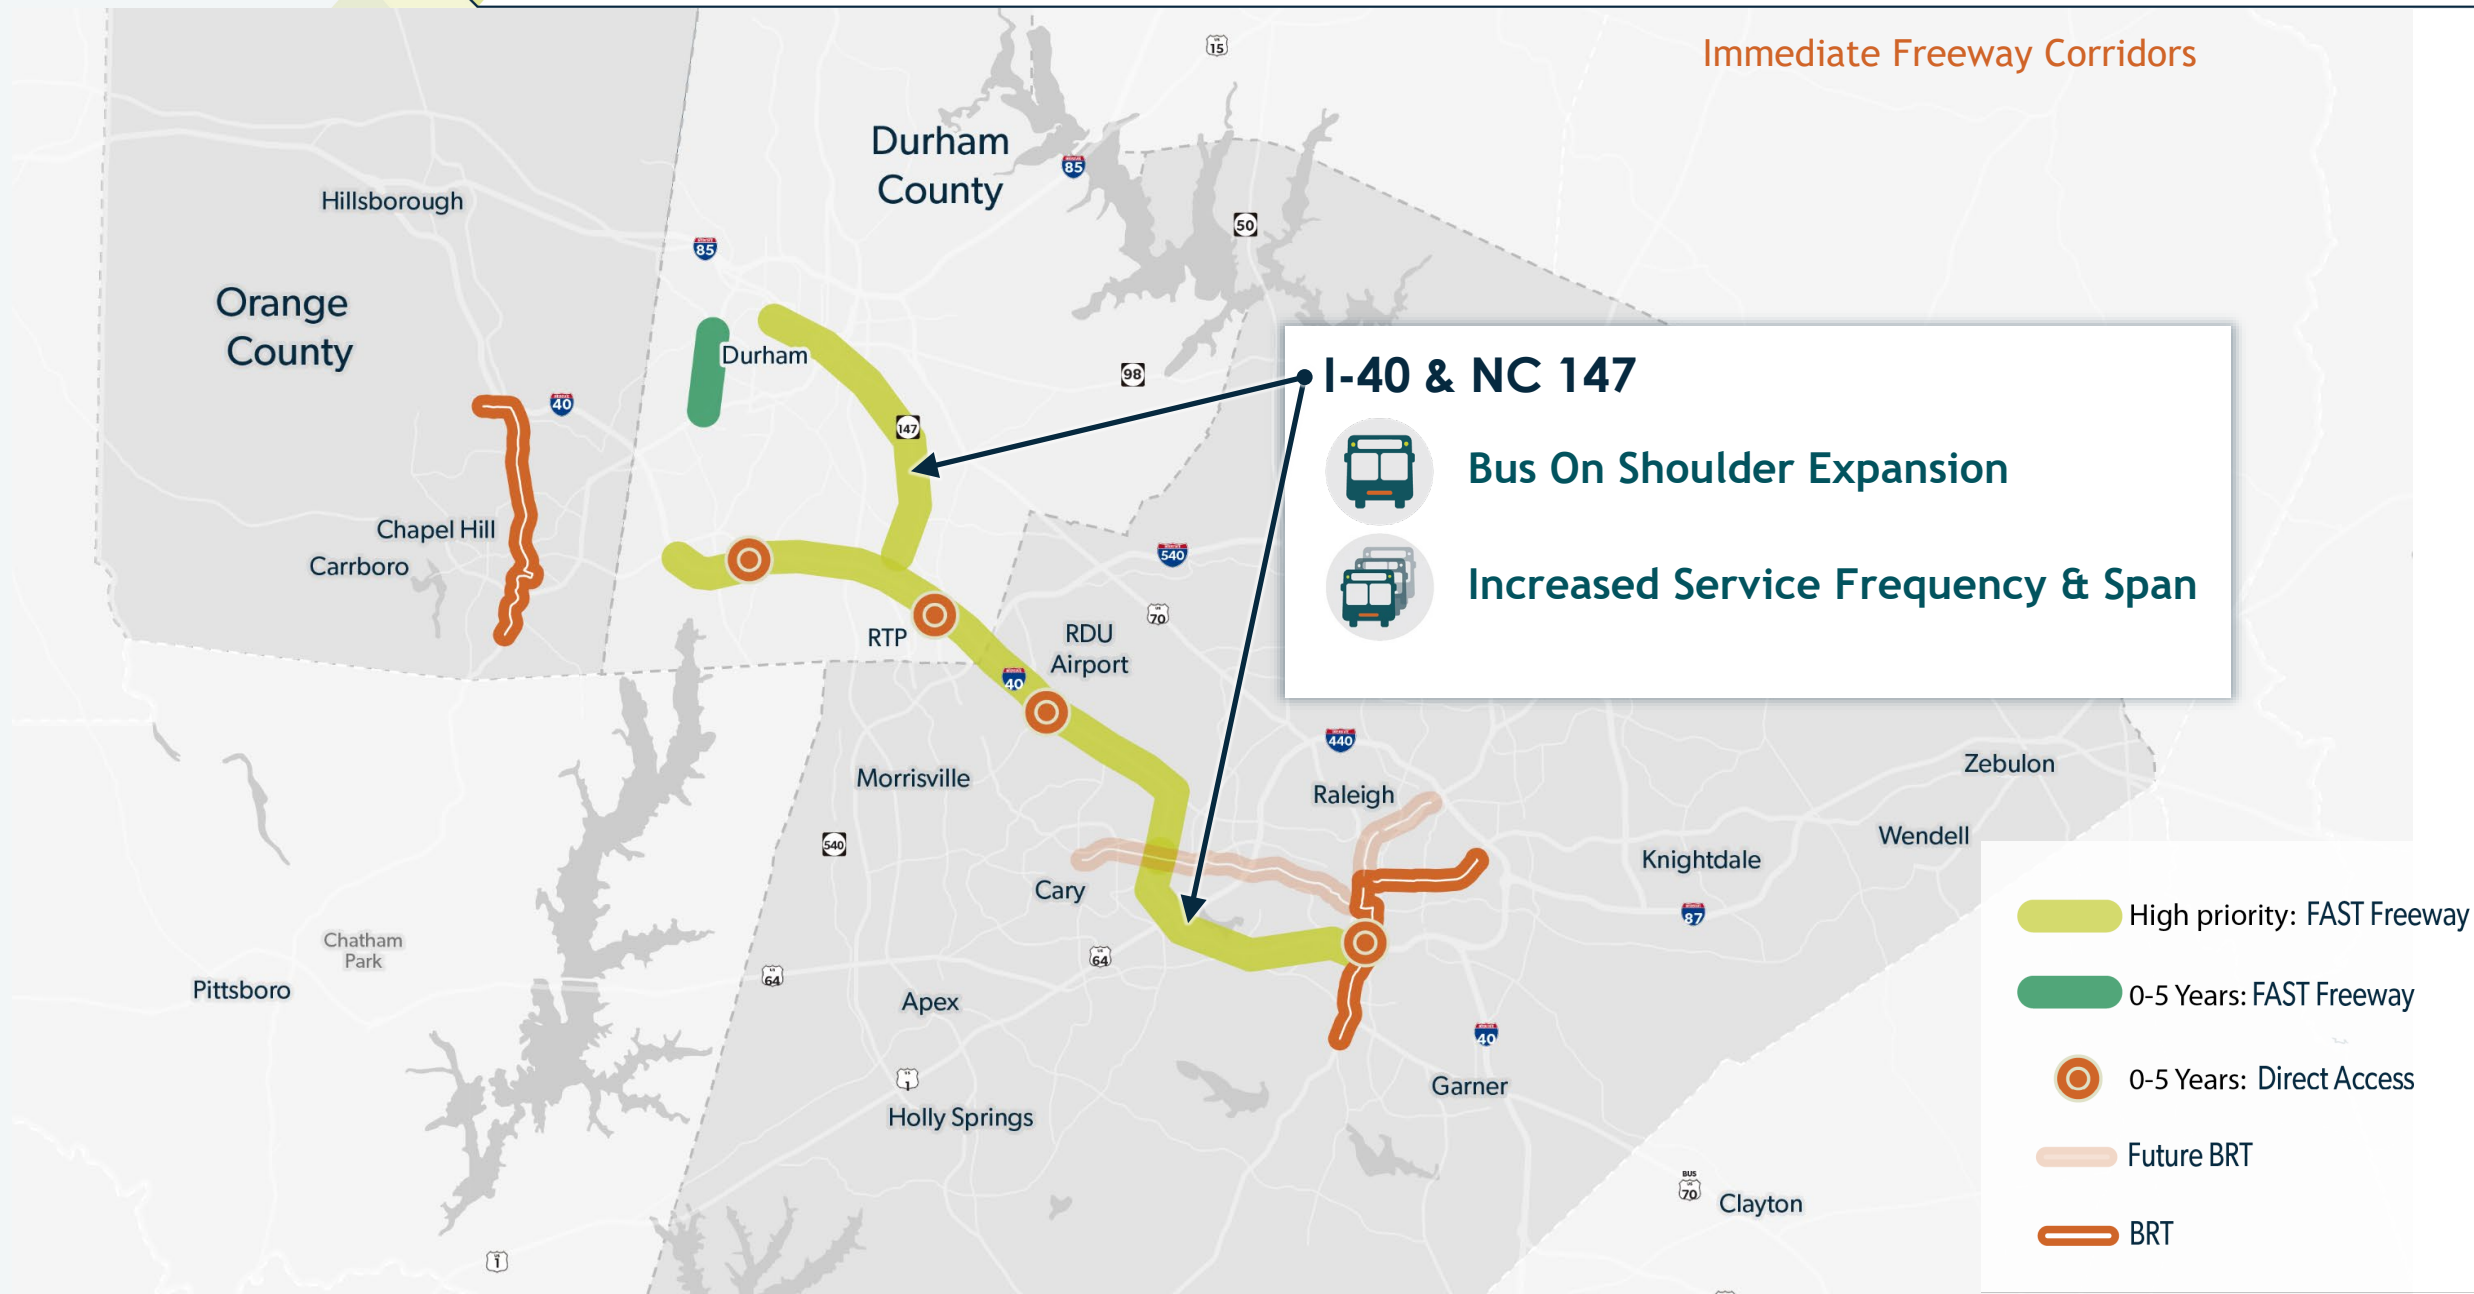 Immediate Freeway Corridors
15
Durham
County
85
Hillsborough
50
85
Orange
County
Durham
98
I-40 & NC 147
40
147
Bus On Shoulder Expansion
Chapel Hill
Carrboro
540
Increased Service Frequency & Span
70
RTP
RDU
Airport
40
440
Zebulon
Morrisville
Raleigh
Wendell
540
Knightdale
Cary
87
High priority: FAST Freeway
Chatham
Park
64
64
Pittsboro
Apex
0-5 Years: FAST Freeway
40
1
Garner
0-5 Years: Direct Access
Holly Springs
Future BRT
BUS
70
Clayton
BRT
1